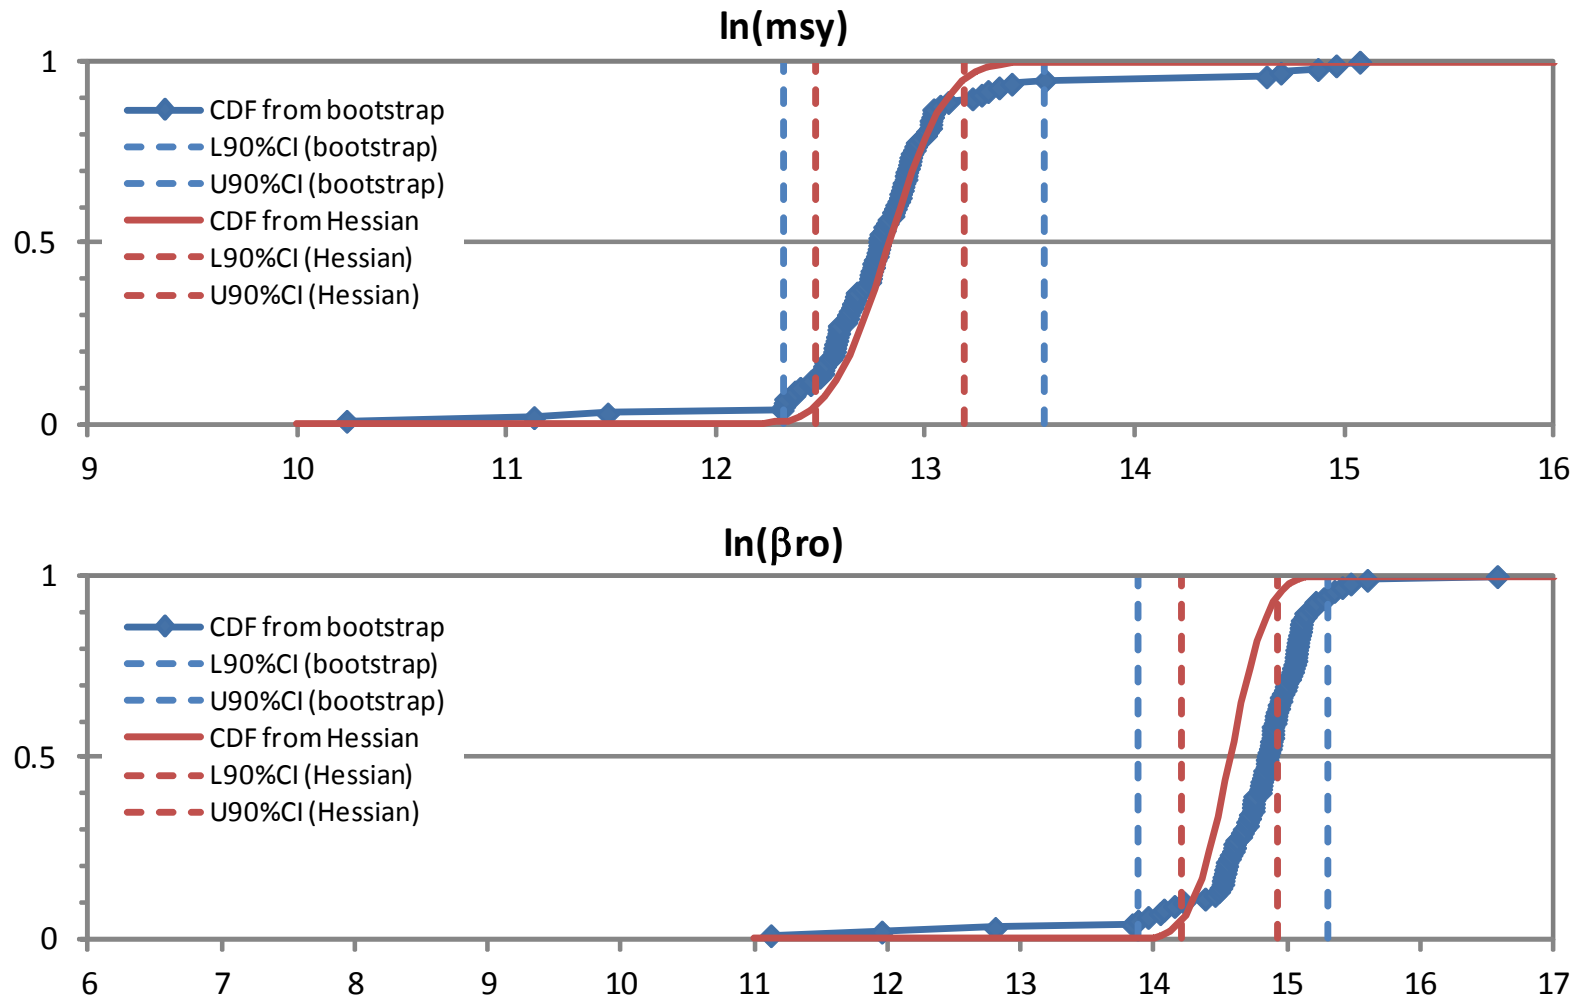 ln(msy)
1
CDF from bootstrap
L90%CI (bootstrap)
U90%CI (bootstrap)
CDF from Hessian
0.5
L90%CI (Hessian)
U90%CI (Hessian)
0
9 10 11 12 13 14 15 16
ln(βro)
1
CDF from bootstrap
L90%CI (bootstrap)
U90%CI (bootstrap)
CDF from Hessian
0.5
L90%CI (Hessian)
U90%CI (Hessian)
0
6 7 8 9 10 11 12 13 14 15 16 17